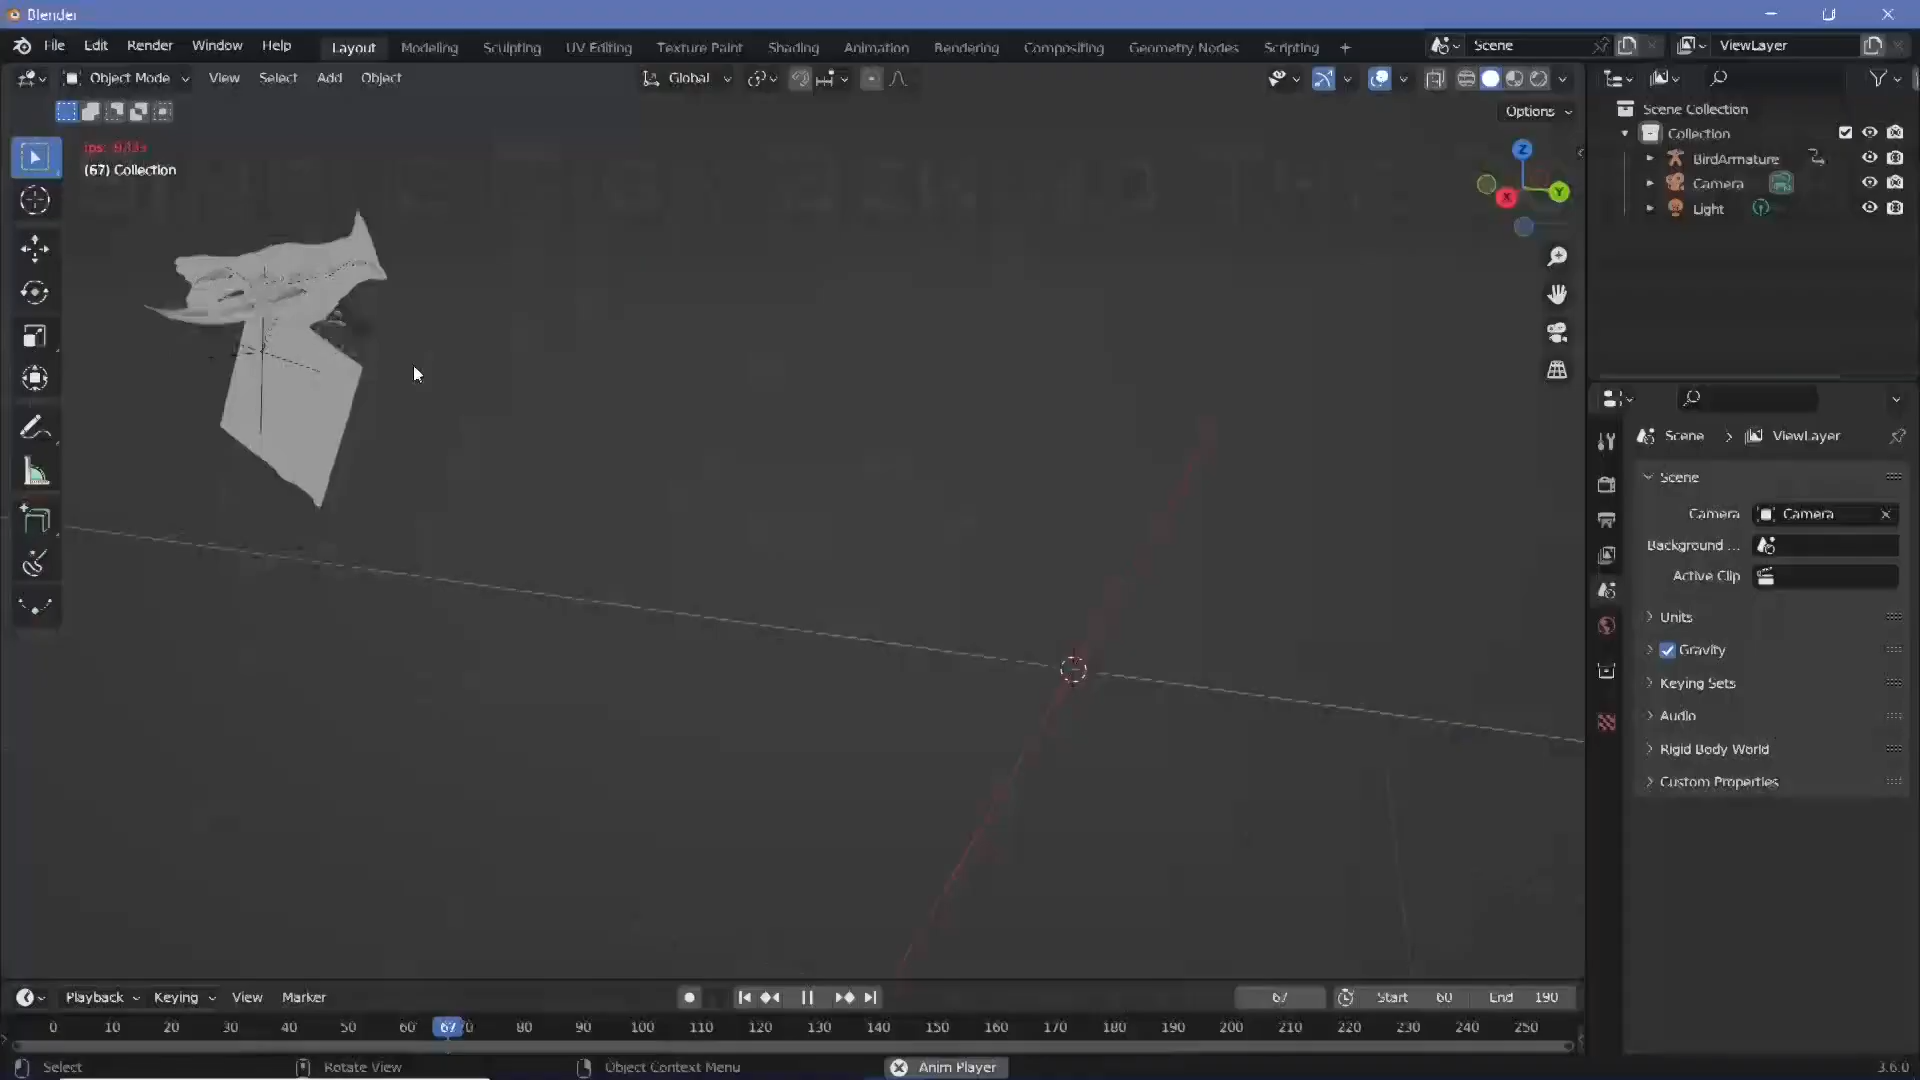 Blender
File Edit Render Window Help Layout Modeling Sculpting UV Editing Texture Paint Shading Animation Rendering Compositing Geometry Nodes Scripting + Scene ViewLayer
Object Mode View Select Add Object Global
Options
(67) Collection
Z
X Y
Scene Collection
Collection
BirdArmature
Camera
Light
Scene > ViewLayer
Scene
Camera Camera
Background ...
Active Clip
Units
Gravity
Keying Sets
Audio
Rigid Body World
Custom Properties
Playback Keying View Marker 67 Start 60 End 190
0 10 20 30 40 50 60 67 80 90 100 110 120 130 140 150 160 170 180 190 200 210 220 230 240 250
Select Rotate View Object Context Menu Anim Player 3.6.0